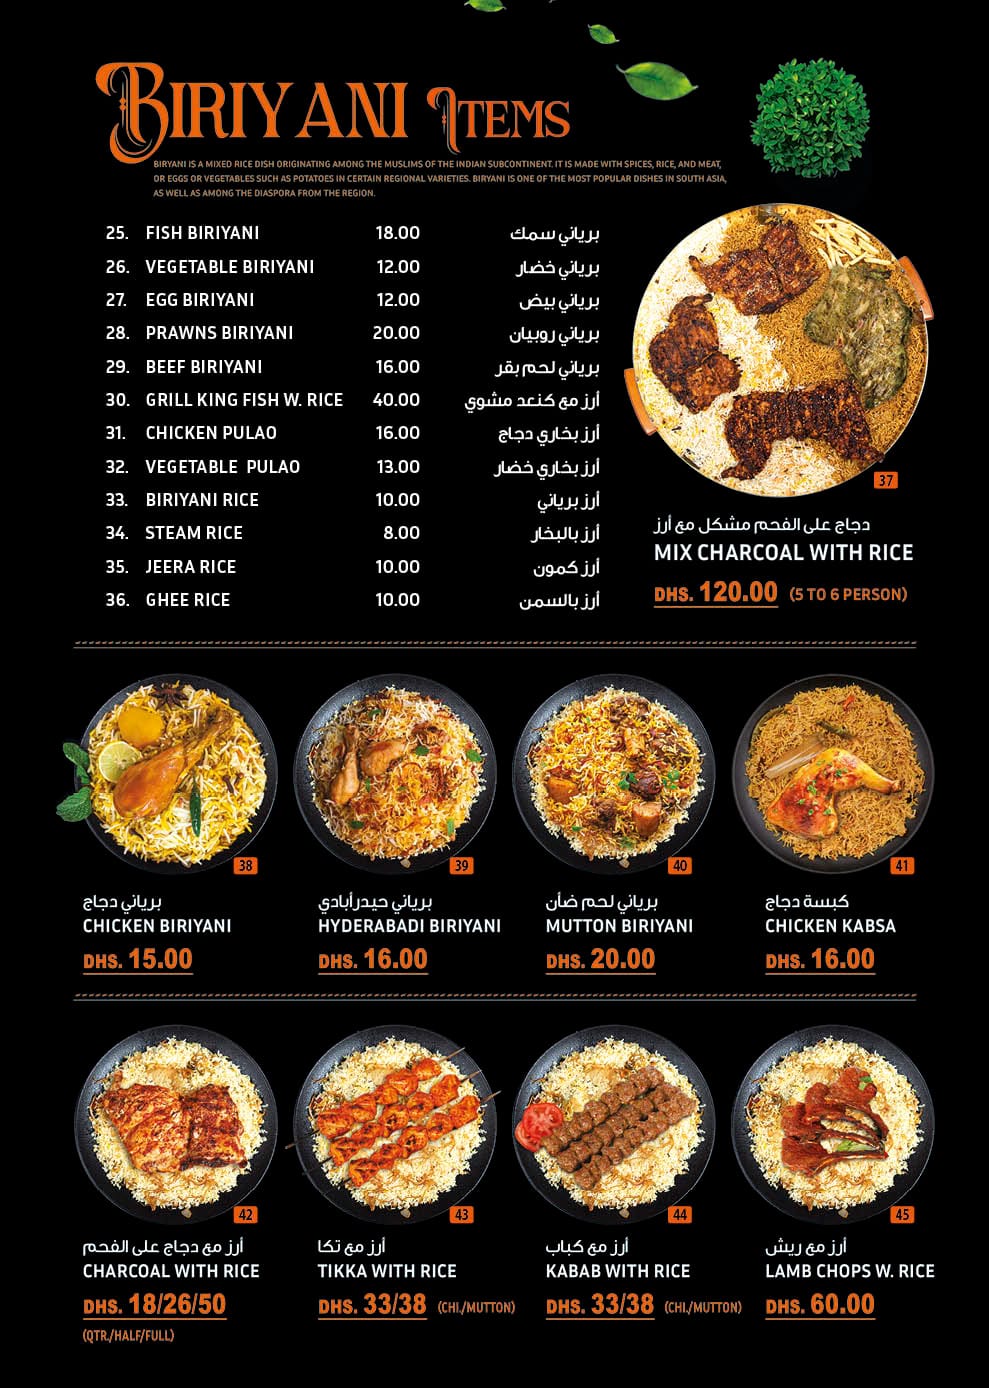 BIRIYANI ITEMS
BIRYANI IS A MIXED RICE DISH ORIGINATING AMONG THE MUSLIMS OF THE INDIAN SUBCONTINENT. IT IS MADE WITH SPICES, RICE, AND MEAT,
OR EGGS OR VEGETABLES SUCH AS POTATOES IN CERTAIN REGIONAL VARIETIES. BIRYANI IS ONE OF THE MOST POPULAR DISHES IN SOUTH ASIA,
AS WELL AS AMONG THE DIASPORA FROM THE REGION.
25. FISH BIRIYANI 18.00 برياني سمك
26. VEGETABLE BIRIYANI 12.00 برياني خضار
27. EGG BIRIYANI 12.00 برياني بيض
28. PRAWNS BIRIYANI 20.00 برياني روبيان
29. BEEF BIRIYANI 16.00 برياني لحم بقر
30. GRILL KING FISH W. RICE 40.00 أرز مع كنعد مشوي
31. CHICKEN PULAO 16.00 أرز بخاري دجاج
32. VEGETABLE PULAO 13.00 أرز بخاري خضار
33. BIRIYANI RICE 10.00 أرز برياني
34. STEAM RICE 8.00 أرز بالبخار
35. JEERA RICE 10.00 أرز كمون
36. GHEE RICE 10.00 أرز بالسمن
37
دجاج على الفحم مشكل مع أرز
MIX CHARCOAL WITH RICE
DHS. 120.00 (5 TO 6 PERSON)
38
برياني دجاج
CHICKEN BIRIYANI
DHS. 15.00
39
برياني حيدرأبادي
HYDERABADI BIRIYANI
DHS. 16.00
40
برياني لحم ضأن
MUTTON BIRIYANI
DHS. 20.00
41
كبسة دجاج
CHICKEN KABSA
DHS. 16.00
42
أرز مع دجاج على الفحم
CHARCOAL WITH RICE
DHS. 18/26/50
(QTR./HALF/FULL)
43
أرز مع تكا
TIKKA WITH RICE
DHS. 33/38 (CHI./MUTTON)
44
أرز مع كباب
KABAB WITH RICE
DHS. 33/38 (CHI./MUTTON)
45
أرز مع ريش
LAMB CHOPS W. RICE
DHS. 60.00